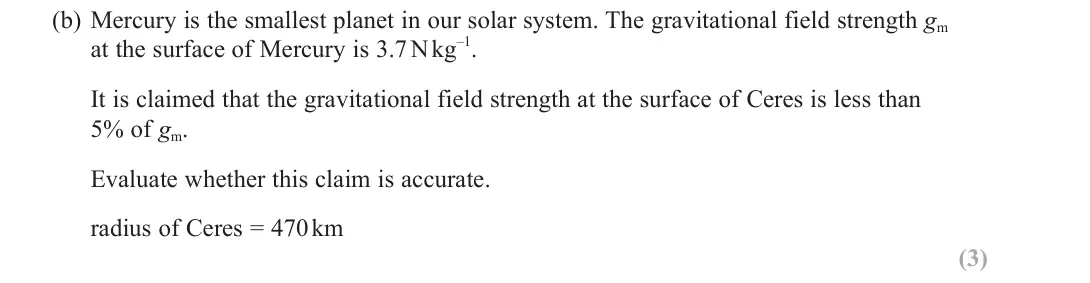 (b) Mercury is the smallest planet in our solar system. The gravitational field strength gₘ
at the surface of Mercury is 3.7 N kg⁻¹.
It is claimed that the gravitational field strength at the surface of Ceres is less than
5% of gₘ.
Evaluate whether this claim is accurate.
radius of Ceres = 470 km
(3)